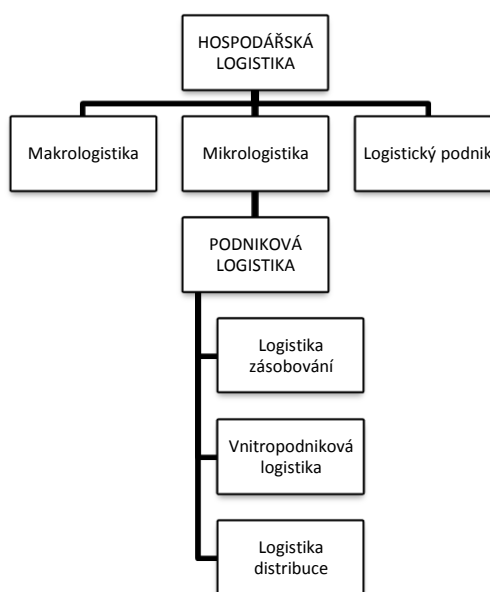 HOSPODÁŘSKÁ
LOGISTIKA
Makrologistika
Mikrologistika
Logistický podnik
PODNIKOVÁ
LOGISTIKA
Logistika
zásobování
Vnitropodniková
logistika
Logistika
distribuce